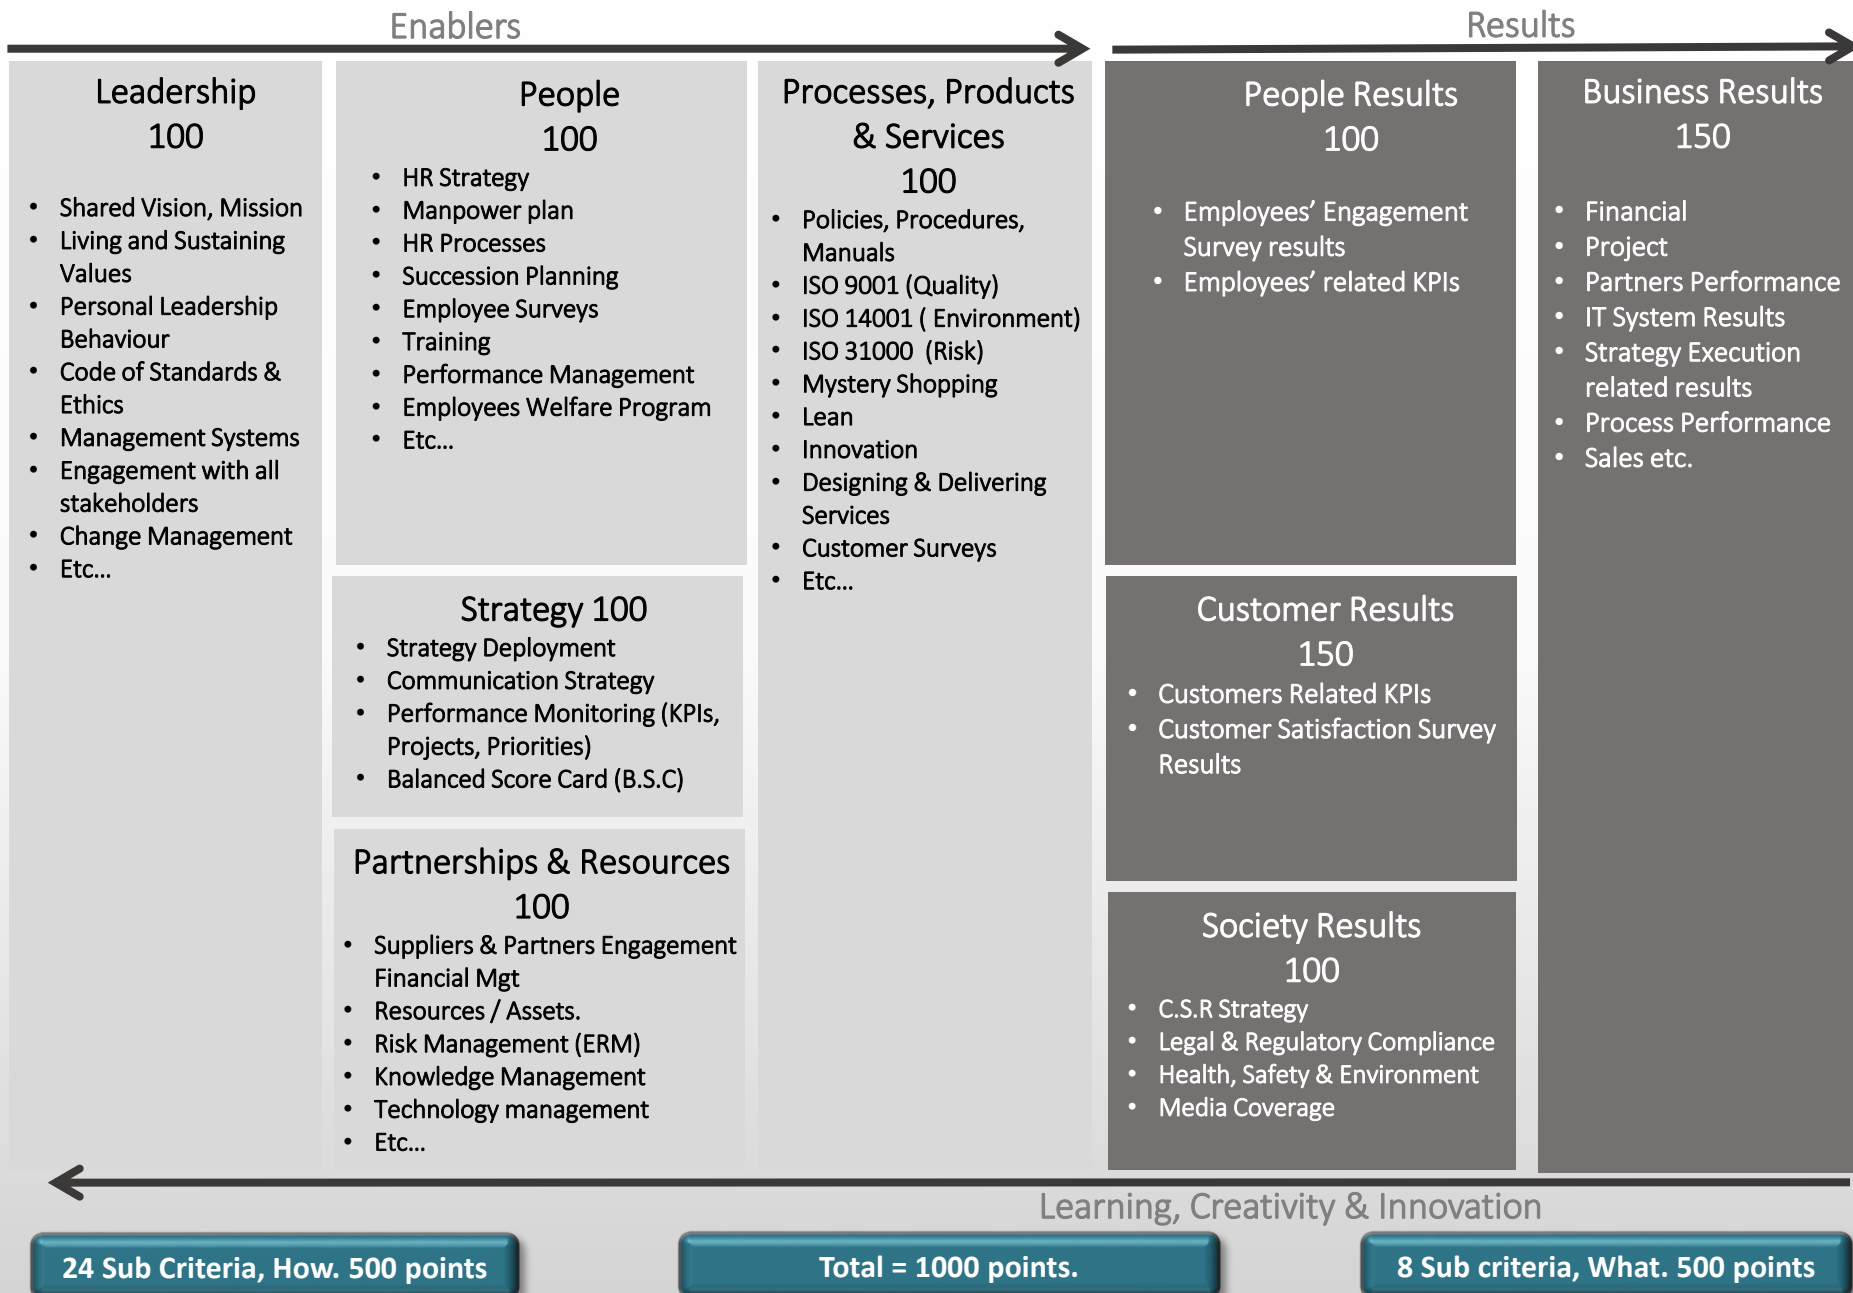 Enablers
Results
Leadership
100
• Shared Vision, Mission
• Living and Sustaining
Values
• Personal Leadership
Behaviour
• Code of Standards &
Ethics
• Management Systems
• Engagement with all
stakeholders
• Change Management
• Etc...
People
100
• HR Strategy
• Manpower plan
• HR Processes
• Succession Planning
• Employee Surveys
• Training
• Performance Management
• Employees Welfare Program
• Etc...
Strategy 100
• Strategy Deployment
• Communication Strategy
• Performance Monitoring (KPIs,
Projects, Priorities)
• Balanced Score Card (B.S.C)
Partnerships & Resources
100
• Suppliers & Partners Engagement
Financial Mgt
• Resources / Assets.
• Risk Management (ERM)
• Knowledge Management
• Technology management
• Etc...
Processes, Products
& Services
100
• Policies, Procedures,
Manuals
• ISO 9001 (Quality)
• ISO 14001 ( Environment)
• ISO 31000  (Risk)
• Mystery Shopping
• Lean
• Innovation
• Designing & Delivering
Services
• Customer Surveys
• Etc...
People Results
100
• Employees’ Engagement
Survey results
• Employees’ related KPIs
Customer Results
150
• Customers Related KPIs
• Customer Satisfaction Survey
Results
Society Results
100
• C.S.R Strategy
• Legal & Regulatory Compliance
• Health, Safety & Environment
• Media Coverage
Business Results
150
• Financial
• Project
• Partners Performance
• IT System Results
• Strategy Execution
related results
• Process Performance
• Sales etc.
Learning, Creativity & Innovation
24 Sub Criteria, How. 500 points
Total = 1000 points.
8 Sub criteria, What. 500 points